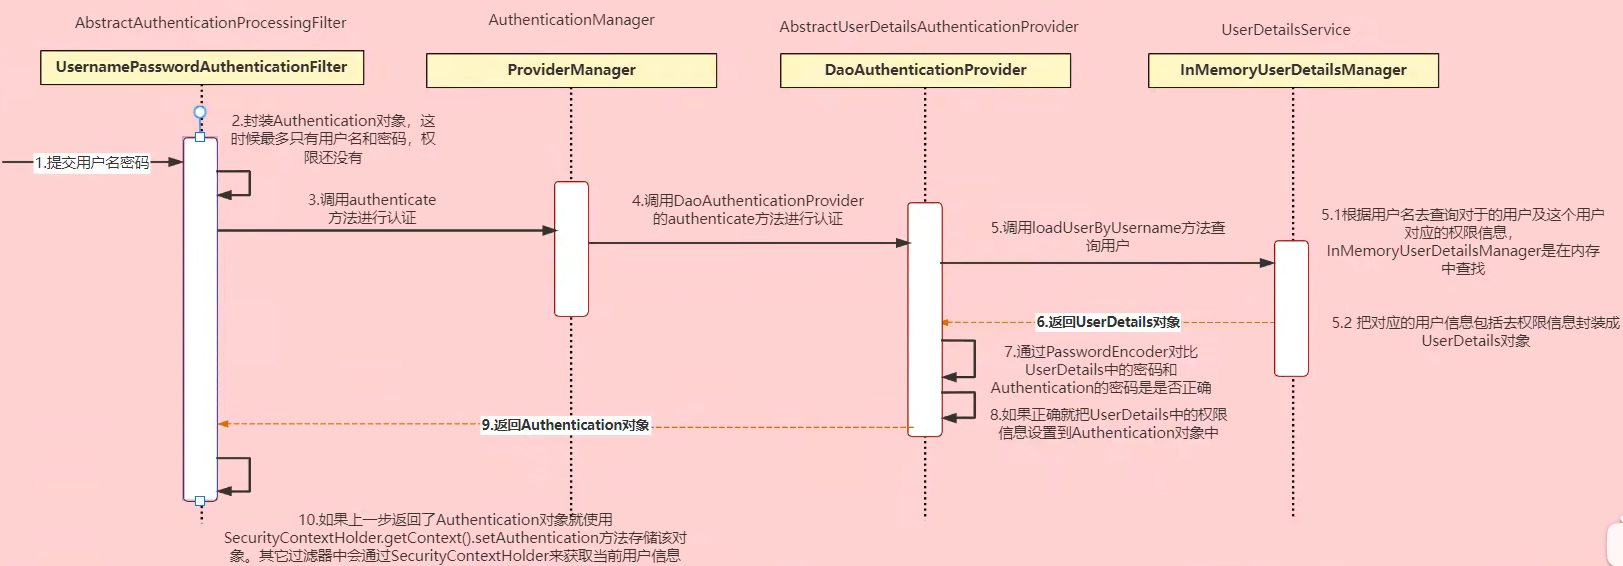 AbstractAuthenticationProcessingFilter
AuthenticationManager
AbstractUserDetailsAuthenticationProvider
UserDetailsService
UsernamePasswordAuthenticationFilter
ProviderManager
DaoAuthenticationProvider
InMemoryUserDetailsManager
1.提交用户名密码
2.封装Authentication对象，这
时候最多只有用户名和密码，权
限还没有
3.调用authenticate
方法进行认证
4.调用DaoAuthenticationProvider
的authenticate方法进行认证
5.调用loadUserByUsername方法查
询用户
5.1根据用户名去查询对于的用户及这个用户
对应的权限信息，
InMemoryUserDetailsManager是在内存
中查找
5.2 把对应的用户信息包括去权限信息封装成
UserDetails对象
6.返回UserDetails对象
7.通过PasswordEncoder对比
UserDetails中的密码和
Authentication的密码是是否正确
8.如果正确就把UserDetails中的权限
信息设置到Authentication对象中
9.返回Authentication对象
10.如果上一步返回了Authentication对象就使用
SecurityContextHolder.getContext().setAuthentication方法存储该对
象。其它过滤器中会通过SecurityContextHolder来获取当前用户信息